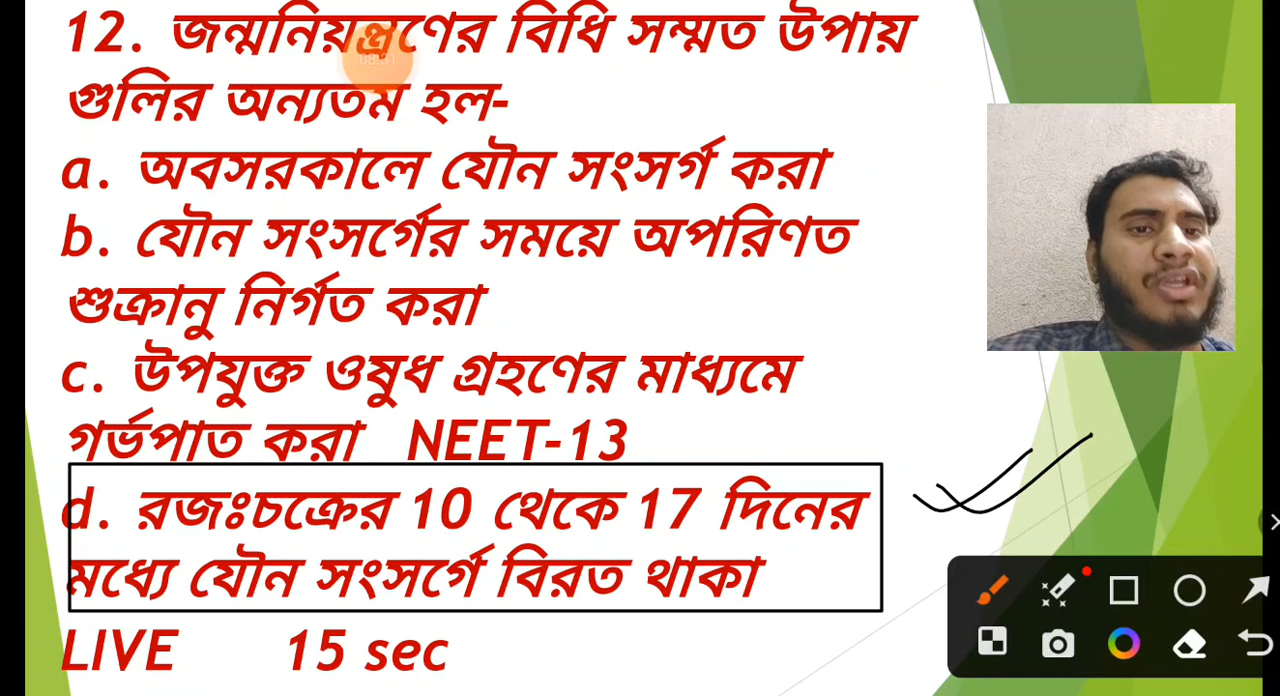 12. জন্মনিয়ন্ত্রণের বিধি সম্মত উপায়
গুলির অন্যতম হল-
a. অবসরকালে যৌন সংসর্গ করা
b. যৌন সংসর্গের সময়ে অপরিণত
শুক্রানু নির্গত করা
c. উপযুক্ত ওষুধ গ্রহণের মাধ্যমে
গর্ভপাত করা NEET-13
d. রজঃচক্রের 10 থেকে 17 দিনের
মধ্যে যৌন সংসর্গে বিরত থাকা
LIVE 15 sec